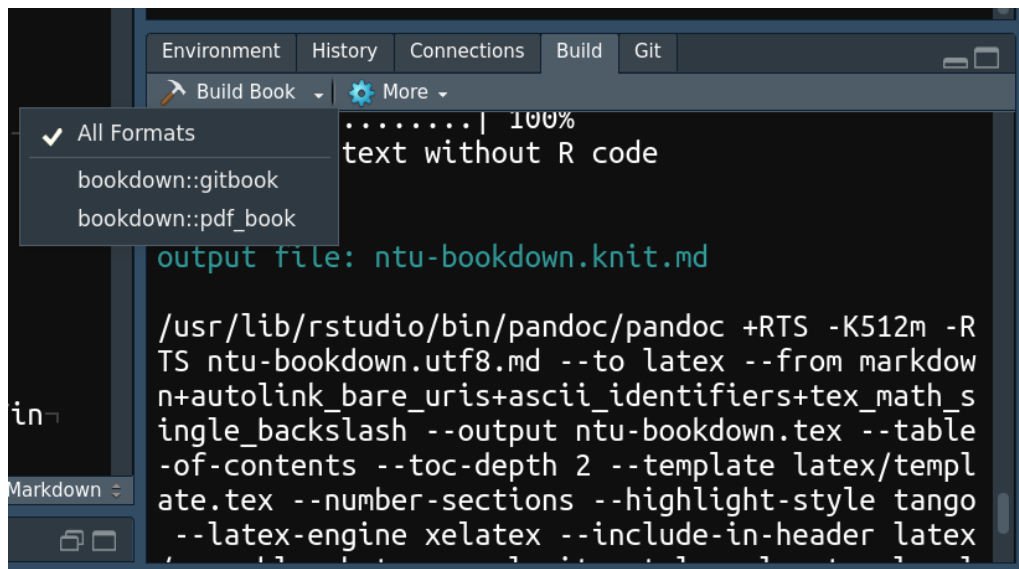 Environment History Connections Build Git
Build Book More
All Formats
bookdown::gitbook
bookdown::pdf_book
........| 100%
text without R code
output file: ntu-bookdown.knit.md
/usr/lib/rstudio/bin/pandoc/pandoc +RTS -K512m -R
TS ntu-bookdown.utf8.md --to latex --from markdow
n+autolink_bare_uris+ascii_identifiers+tex_math_s
ingle_backslash --output ntu-bookdown.tex --table
-of-contents --toc-depth 2 --template latex/templ
ate.tex --number-sections --highlight-style tango
--latex-engine xelatex --include-in-header latex
in¬
Markdown